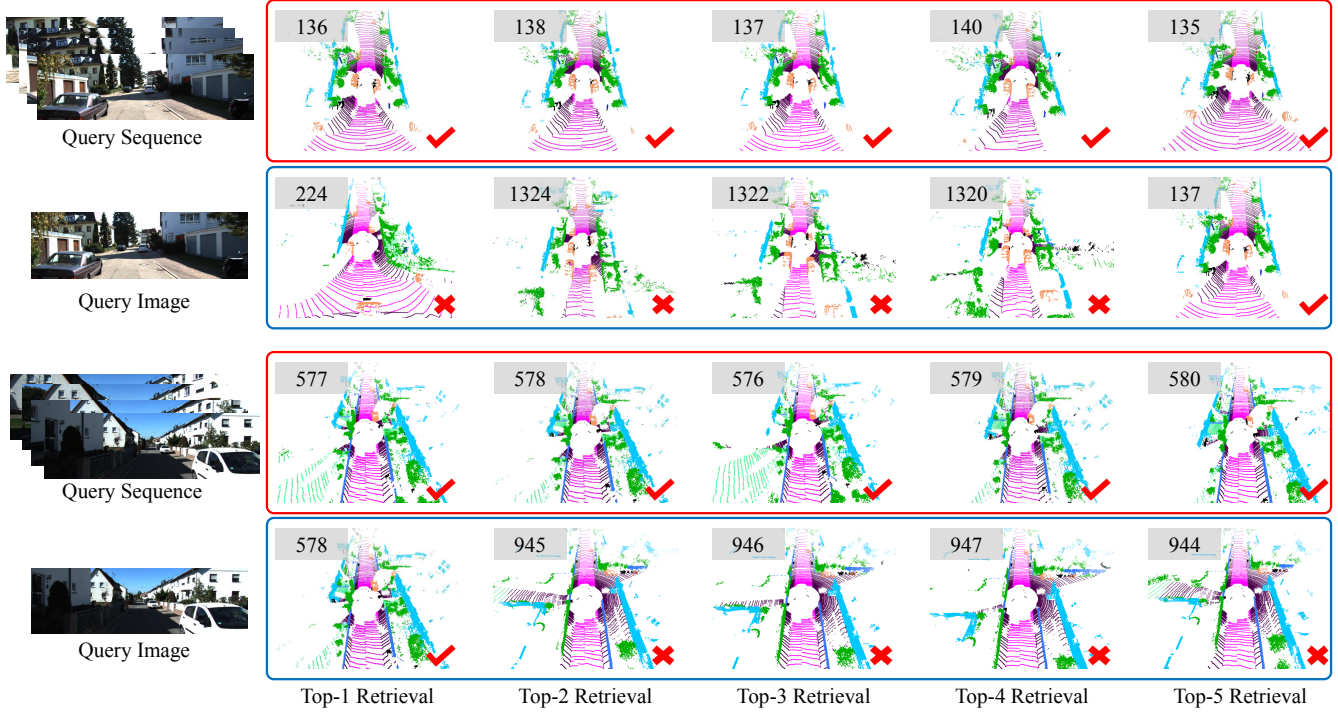 136 138 137 140 135
Query Sequence
224 1324 1322 1320 137
Query Image
577 578 576 579 580
Query Sequence
578 945 946 947 944
Query Image
Top-1 Retrieval Top-2 Retrieval Top-3 Retrieval Top-4 Retrieval Top-5 Retrieval